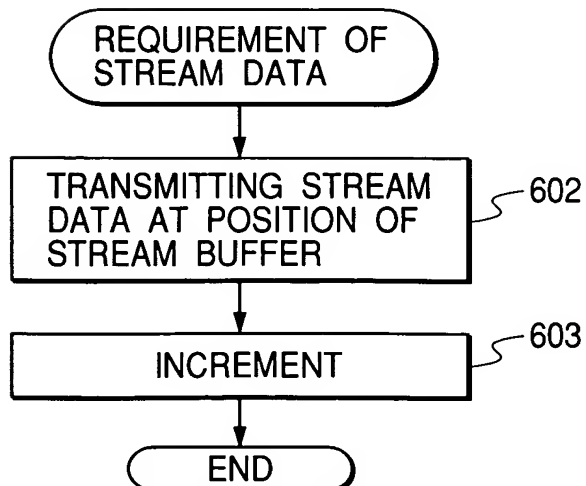 REQUIREMENT OF
STREAM DATA
TRANSMITTING STREAM
DATA AT POSITION OF
STREAM BUFFER
602
INCREMENT
603
END